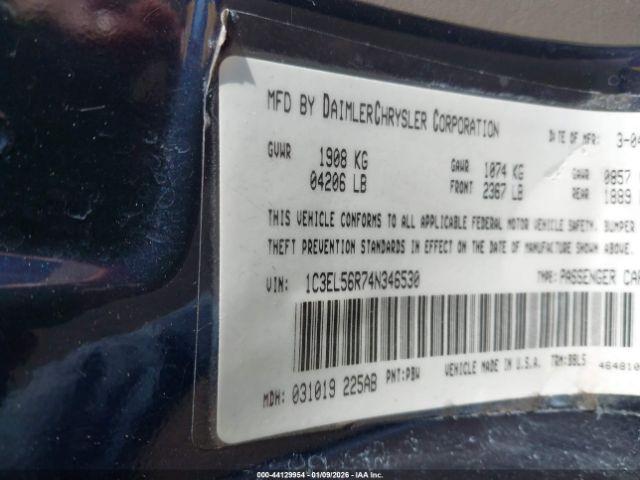 MFD BY DAIMLERCHRYSLER CORPORATION DATE OF MFR: 3-04
GVWR 1908 KG GAWR 1074 KG GAWR 0857
04206 LB FRONT 2367 LB REAR 1889
THIS VEHICLE CONFORMS TO ALL APPLICABLE FEDERAL MOTOR VEHICLE SAFETY, BUMPER
THEFT PREVENTION STANDARDS IN EFFECT ON THE DATE OF MANUFACTURE SHOWN ABOVE.
VIN: 1C3EL56R74N346530 TYPE: PASSENGER CAR
VEHICLE MADE IN U.S.A. TRM:BBL5 464810
MDH: 031019 225AB PNT:PBW
000-44129954 | 01/09/2026 | IAA Inc.